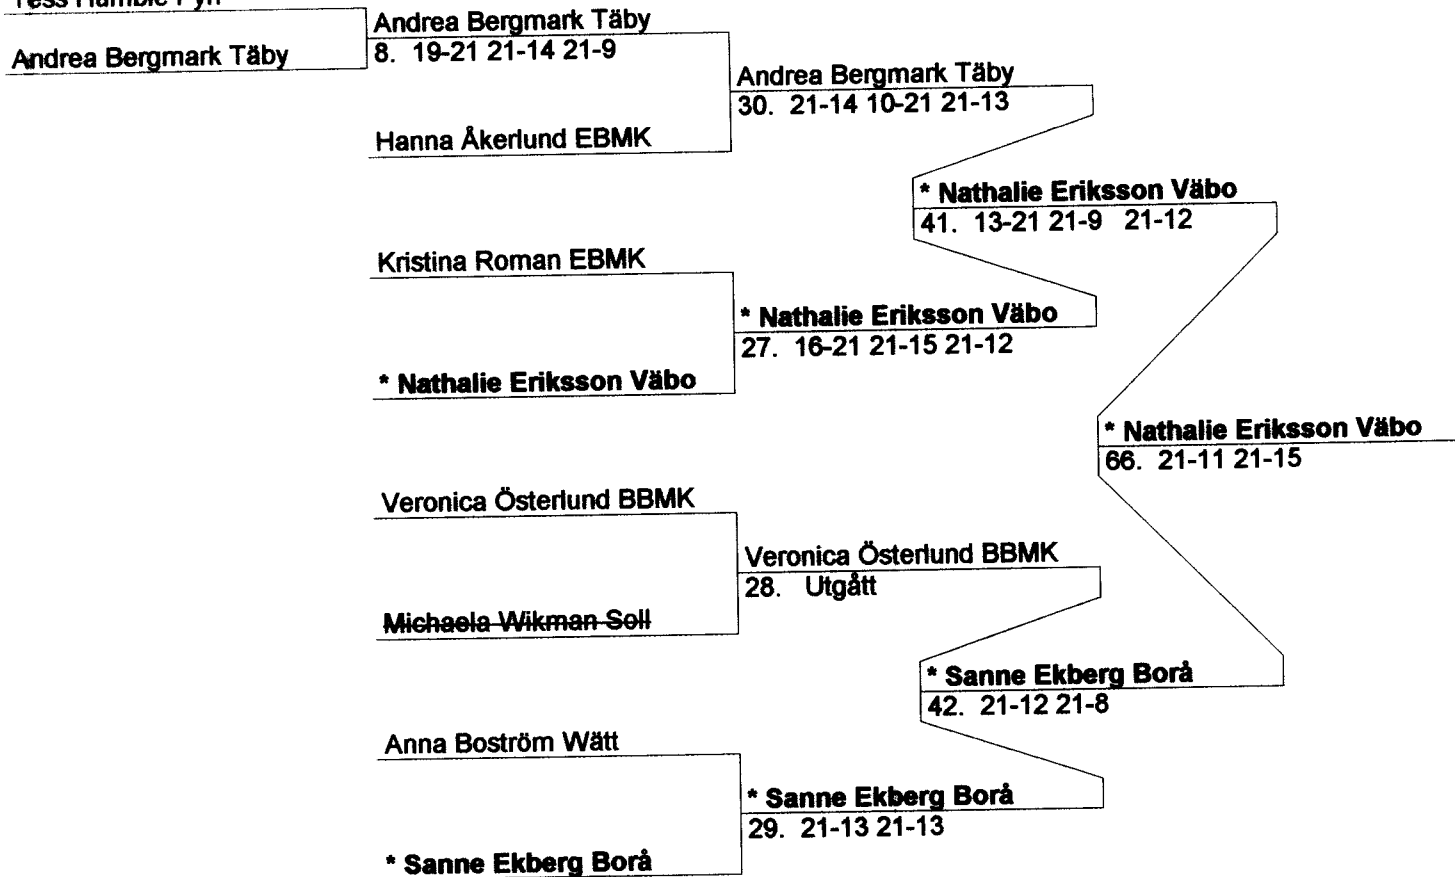 Andrea Bergmark Täby
Andrea Bergmark Täby
8. 19-21 21-14 21-9
Andrea Bergmark Täby
30. 21-14 10-21 21-13
Hanna Åkerlund EBMK
* Nathalie Eriksson Väbo
41. 13-21 21-9 21-12
Kristina Roman EBMK
* Nathalie Eriksson Väbo
27. 16-21 21-15 21-12
* Nathalie Eriksson Väbo
* Nathalie Eriksson Väbo
66. 21-11 21-15
Veronica Österlund BBMK
Veronica Österlund BBMK
28. Utgått
Michaela Wikman Soll
* Sanne Ekberg Borå
42. 21-12 21-8
Anna Boström Wätt
* Sanne Ekberg Borå
29. 21-13 21-13
* Sanne Ekberg Borå